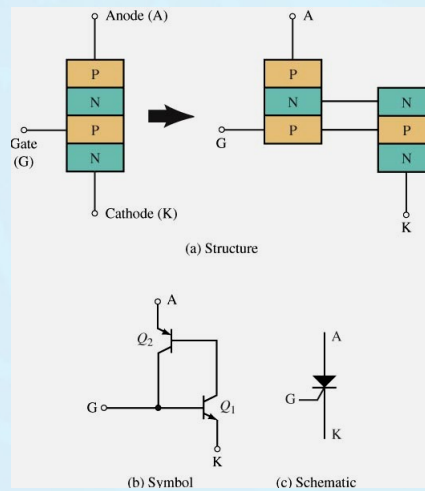 Anode (A)
A
P
N
P
N
Gate
(G)
Cathode (K)
P
N
P
G
N
P
N
K
(a) Structure
A
Q2
G
Q1
K
(b) Symbol
A
G
K
(c) Schematic